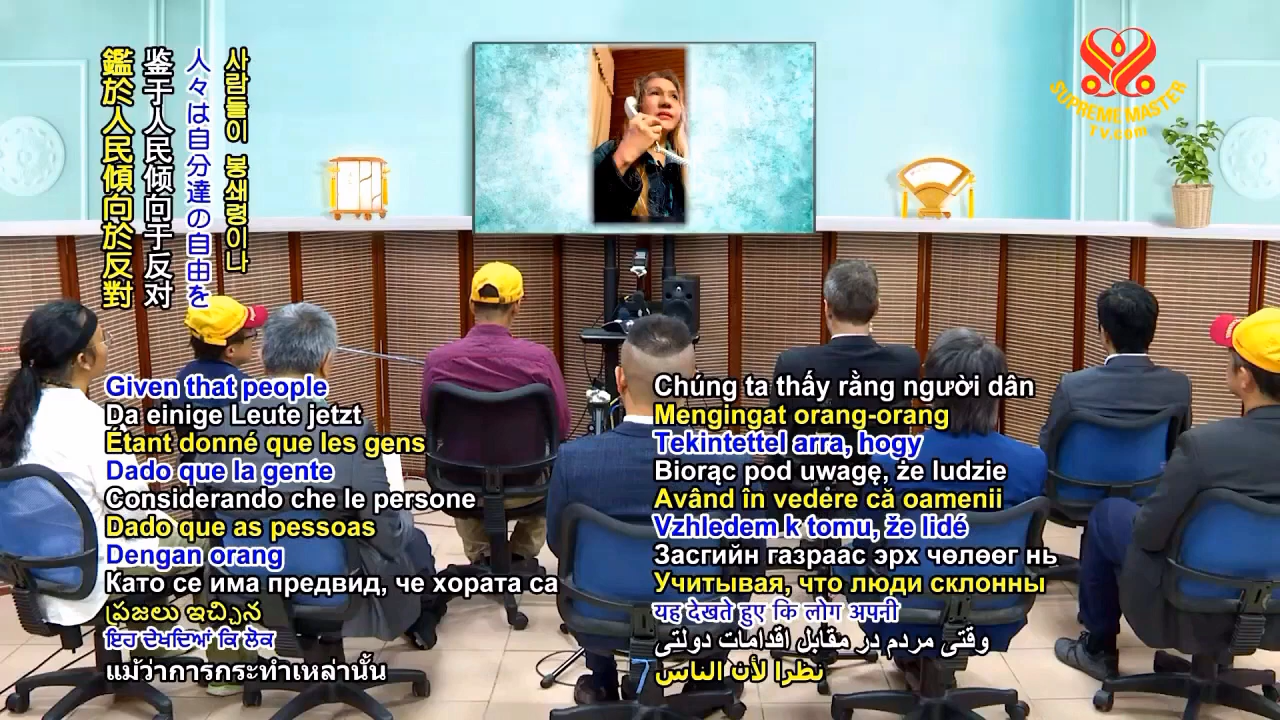 鑑於人民傾向於反對
鉴于人民倾向于反对
人々は自分達の自由を
사람들이 봉쇄령이나
SUPREME MASTER
TV.com
Given that people
Da einige Leute jetzt
Étant donné que les gens
Dado que la gente
Considerando che le persone
Dado que as pessoas
Dengan orang
Като се има предвид, че хората са
ప్రజలు ఇచ్చిన
ਇਹ ਦੇਖਦਿਆਂ ਕਿ ਲੋਕ
แม้ว่าการกระทำเหล่านั้น
Chúng ta thấy rằng người dân
Mengingat orang-orang
Tekintettel arra, hogy
Biorąc pod uwagę, że ludzie
Având în vedere că oamenii
Vzhledem k tomu, že lidé
Засгийн газраас эрх чөлөөг нь
Учитывая, что люди склонны
यह देखते हुए कि लोग अपनी
وقتی مردم در مقابل اقدامات دولتی
نظرا لأن الناس